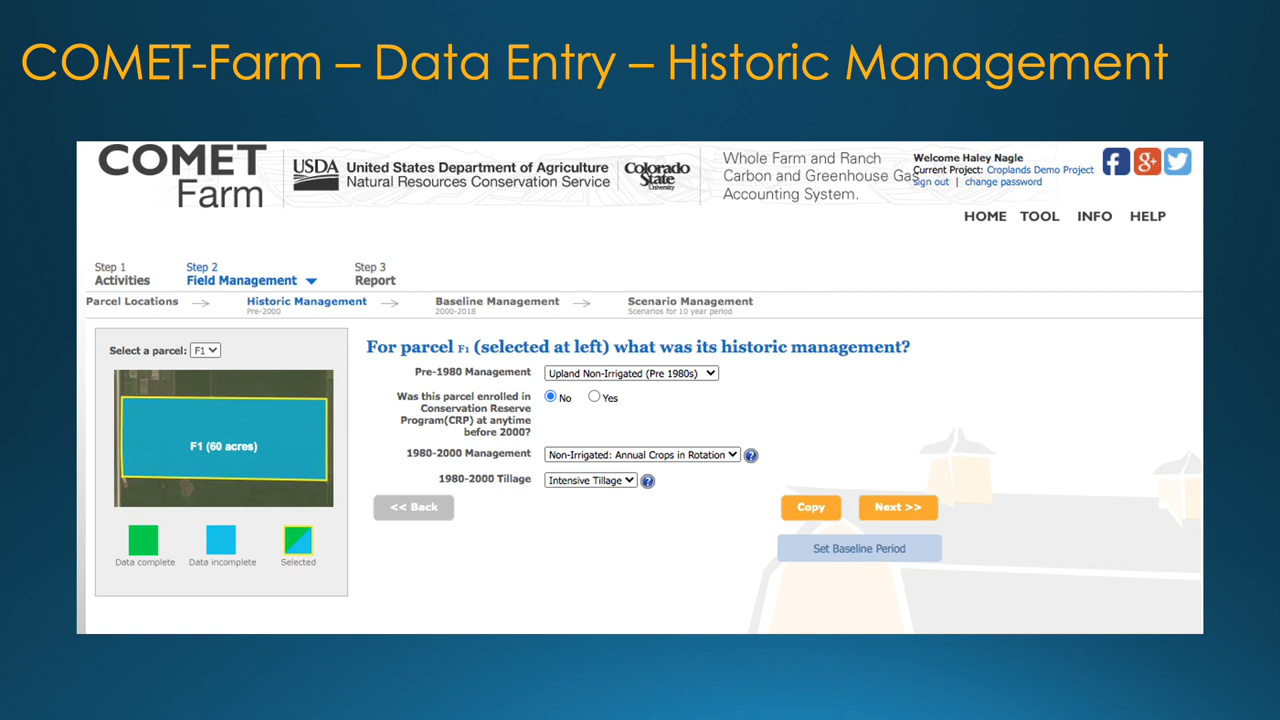 COMET-Farm – Data Entry – Historic Management
COMET
Farm
USDA
United States Department of Agriculture
Natural Resources Conservation Service
Colorado
State
University
Whole Farm and Ranch
Carbon and Greenhouse Gas
Accounting System.
Welcome Haley Nagle
Current Project: Croplands Demo Project
sign out | change password
HOME TOOL INFO HELP
Step 1
Activities
Step 2
Field Management
Step 3
Report
Parcel Locations
Historic Management
Pre-2000
Baseline Management
2000-2018
Scenario Management
Scenarios for 10 year period
Select a parcel: F1
F1 (60 acres)
Data complete
Data incomplete
Selected
For parcel F1 (selected at left) what was its historic management?
Pre-1980 Management
Upland Non-Irrigated (Pre 1980s)
Was this parcel enrolled in
Conservation Reserve
Program(CRP) at anytime
before 2000?
No Yes
1980-2000 Management
Non-Irrigated: Annual Crops in Rotation
1980-2000 Tillage
Intensive Tillage
<< Back
Copy
Next >>
Set Baseline Period